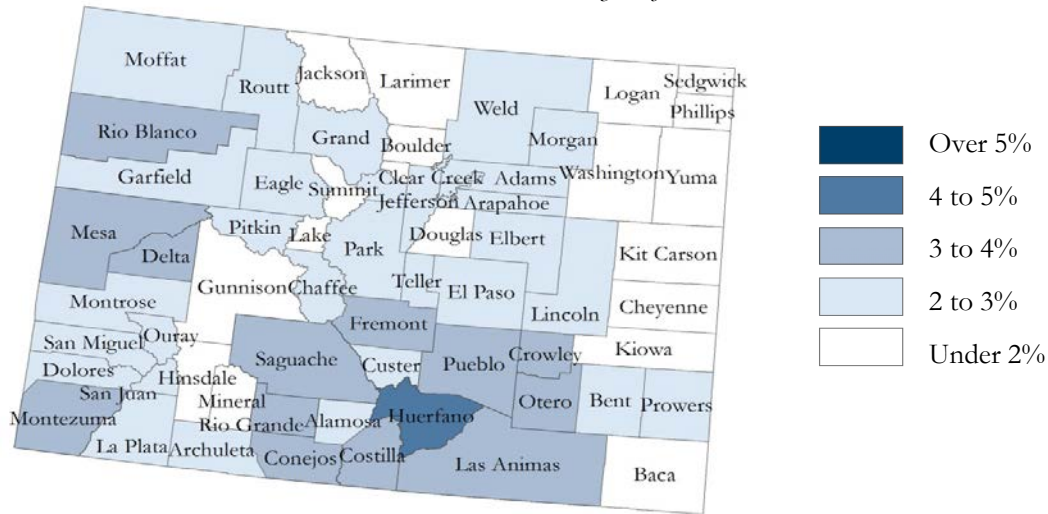 Moffat
Routt
Jackson
Larimer
Logan
Sedgwick
Phillips
Weld
Rio Blanco
Grand
Boulder
Morgan
Garfield
Eagle
Summit
Clear Creek
Jefferson
Adams
Arapahoe
Washington
Yuma
Mesa
Delta
Pitkin
Lake
Park
Douglas
Elbert
Kit Carson
Gunnison
Chaffee
Teller
El Paso
Lincoln
Cheyenne
Montrose
Ouray
San Miguel
Fremont
Saguache
Custer
Pueblo
Crowley
Kiowa
Dolores
San Juan
Hinsdale
Mineral
Otero
Bent
Prowers
Montezuma
La Plata
Archuleta
Rio Grande
Alamosa
Huerfano
Conejos
Costilla
Las Animas
Baca
Over 5%
4 to 5%
3 to 4%
2 to 3%
Under 2%